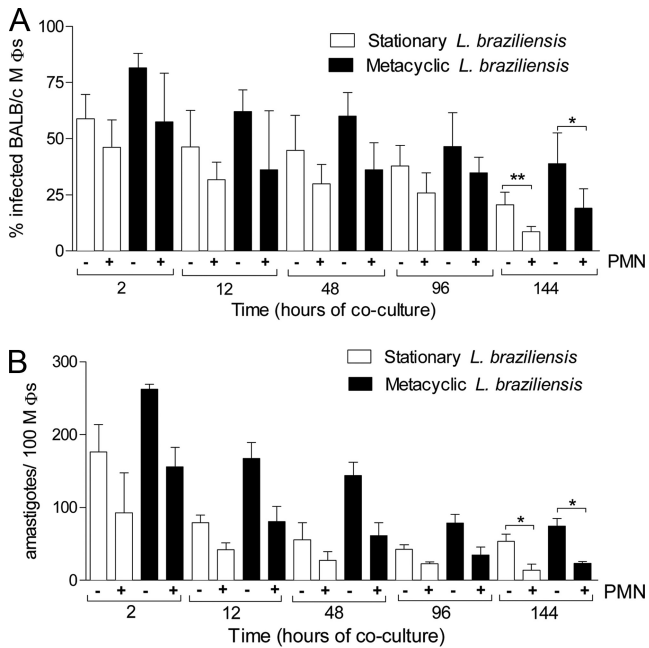 A
100
Stationary L. braziliensis
Metacyclic L. braziliensis
75
50
25
0
% infected BALB/c M Φs
** *
- + - + - + - + - + - + - + - + - + - + PMN
2 12 48 96 144
Time (hours of co-culture)
B
300
Stationary L. braziliensis
Metacyclic L. braziliensis
200
100
0
amastigotes/ 100 M Φs
* *
- + - + - + - + - + - + - + - + - + - + PMN
2 12 48 96 144
Time (hours of co-culture)